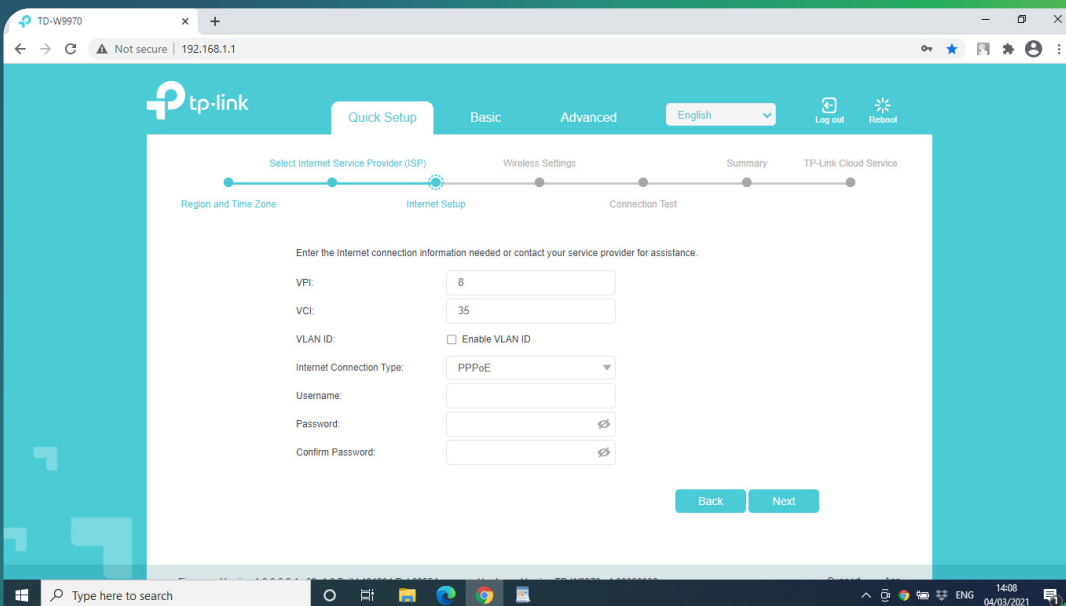 TD-W9970
Not secure | 192.168.1.1
tp-link
Quick Setup Basic Advanced English Log out Reboot
Select Internet Service Provider (ISP) Wireless Settings Summary TP-Link Cloud Service
Region and Time Zone Internet Setup Connection Test
Enter the Internet connection information needed or contact your service provider for assistance.
VPI: 8
VCI: 35
VLAN ID: Enable VLAN ID
Internet Connection Type: PPPoE
Username:
Password:
Confirm Password:
Back Next
Type here to search
ENG 14:08
04/03/2021
1